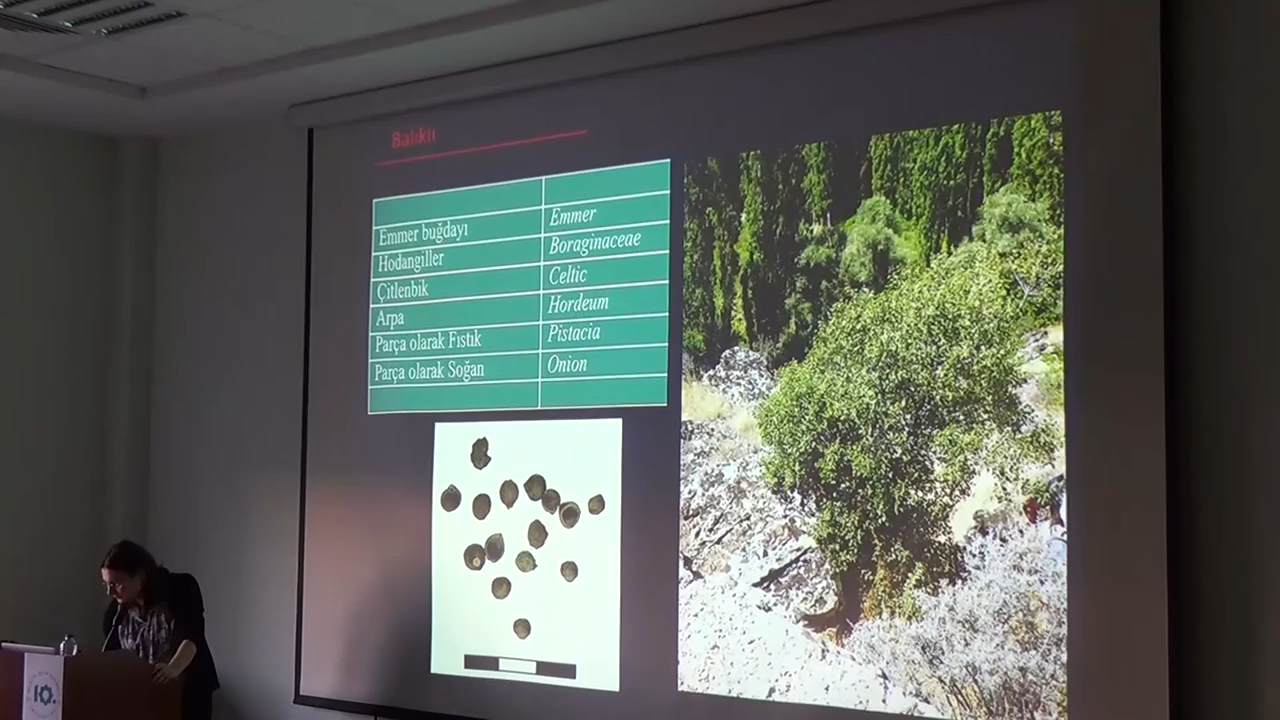 Balıklı
Emmer buğdayı Emmer
Hodangiller Boraginaceae
Çitlenbik Celtic
Arpa Hordeum
Parça olarak Fıstık Pistacia
Parça olarak Soğan Onion